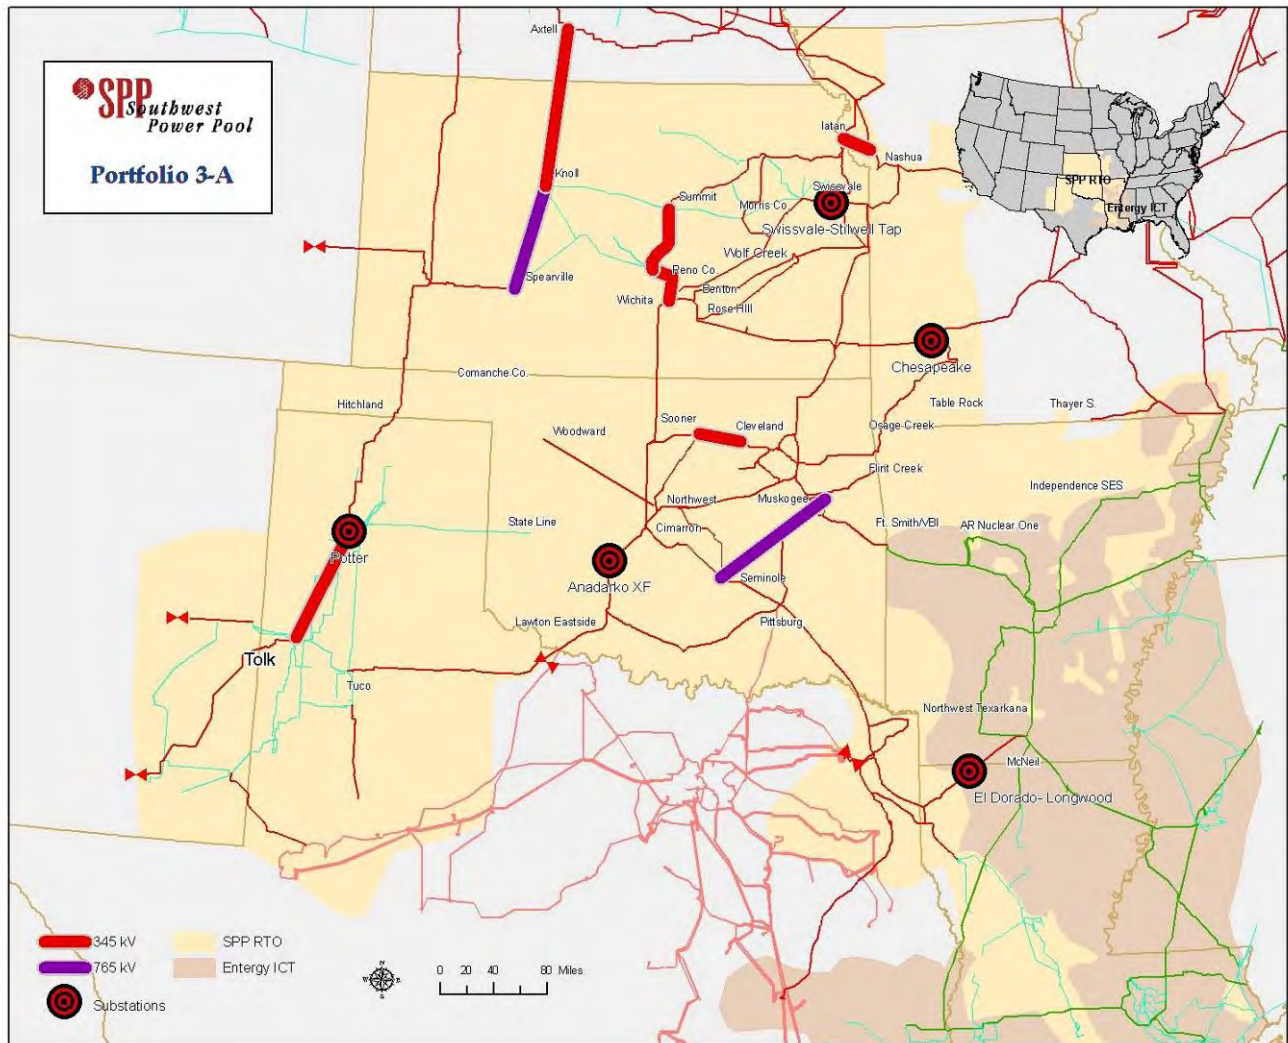 Axtell
SPP Southwest
Power Pool
Portfolio 3-A
Iatan
Nashua
SPP RTO
Entergy ICT
Knoll
Summit
Swissvale
Morris Co.
Swissvale-Stilwell Tap
Wolf Creek
Spearville
Reno Co.
Benton
Wichita
Rose HIll
Chesapeake
Comanche Co.
Hitchland
Table Rock
Thayer S.
Sooner
Cleveland
Osage Creek
Woodward
Flint Creek
Northwest
Muskogee
Independence SES
State Line
Cimarron
Ft. Smith/VBI
AR Nuclear One
Potter
Anadarko XF
Seminole
Lawton Eastside
Pittsburg
Tolk
Tuco
Northwest Texarkana
McNeil
El Dorado- Longwood
345 kV
SPP RTO
765 kV
Entergy ICT
Substations
N
W E
S
0 20 40 80 Miles